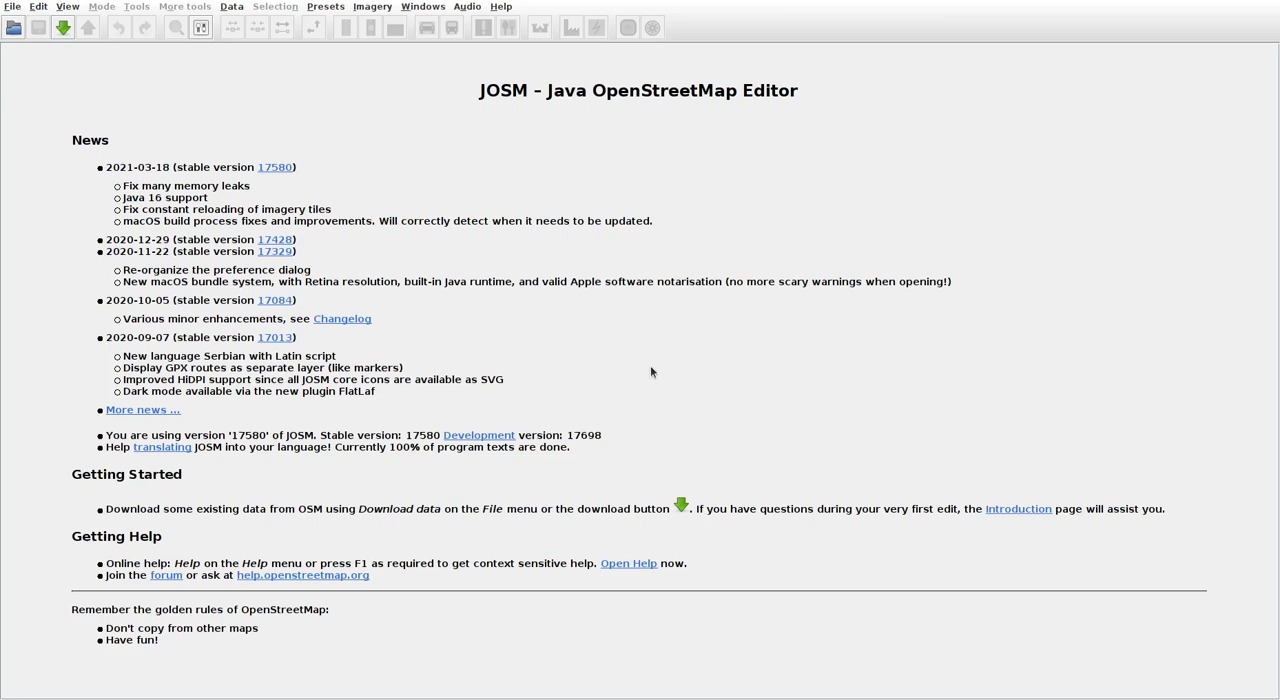 File Edit View Mode Tools More tools Data Selection Presets Imagery Windows Audio Help
JOSM – Java OpenStreetMap Editor
News
2021-03-18 (stable version 17580)
Fix many memory leaks
Java 16 support
Fix constant reloading of imagery tiles
macOS build process fixes and improvements. Will correctly detect when it needs to be updated.
2020-12-29 (stable version 17428)
2020-11-22 (stable version 17329)
Re-organize the preference dialog
New macOS bundle system, with Retina resolution, built-in Java runtime, and valid Apple software notarisation (no more scary warnings when opening!)
2020-10-05 (stable version 17084)
Various minor enhancements, see Changelog
2020-09-07 (stable version 17013)
New language Serbian with Latin script
Display GPX routes as separate layer (like markers)
Improved HiDPI support since all JOSM core icons are available as SVG
Dark mode available via the new plugin FlatLaf
More news ...
You are using version '17580' of JOSM. Stable version: 17580 Development version: 17698
Help translating JOSM into your language! Currently 100% of program texts are done.
Getting Started
Download some existing data from OSM using Download data on the File menu or the download button . If you have questions during your very first edit, the Introduction page will assist you.
Getting Help
Online help: Help on the Help menu or press F1 as required to get context sensitive help. Open Help now.
Join the forum or ask at help.openstreetmap.org
Remember the golden rules of OpenStreetMap:
Don't copy from other maps
Have fun!